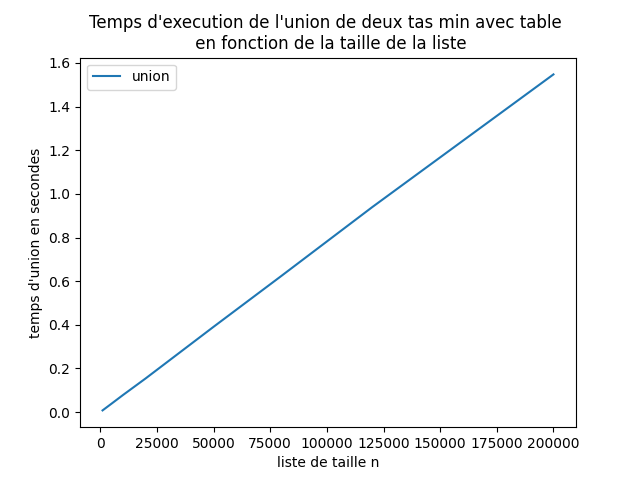 Temps d'execution de l'union de deux tas min avec table
en fonction de la taille de la liste
union
1.6
1.4
1.2
1.0
0.8
0.6
0.4
0.2
0.0
temps d'union en secondes
0 25000 50000 75000 100000 125000 150000 175000 200000
liste de taille n